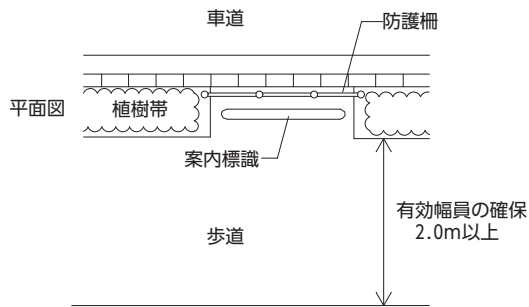 車道
防護柵
平面図
植樹帯
案内標識
有効幅員の確保
2.0m以上
歩道